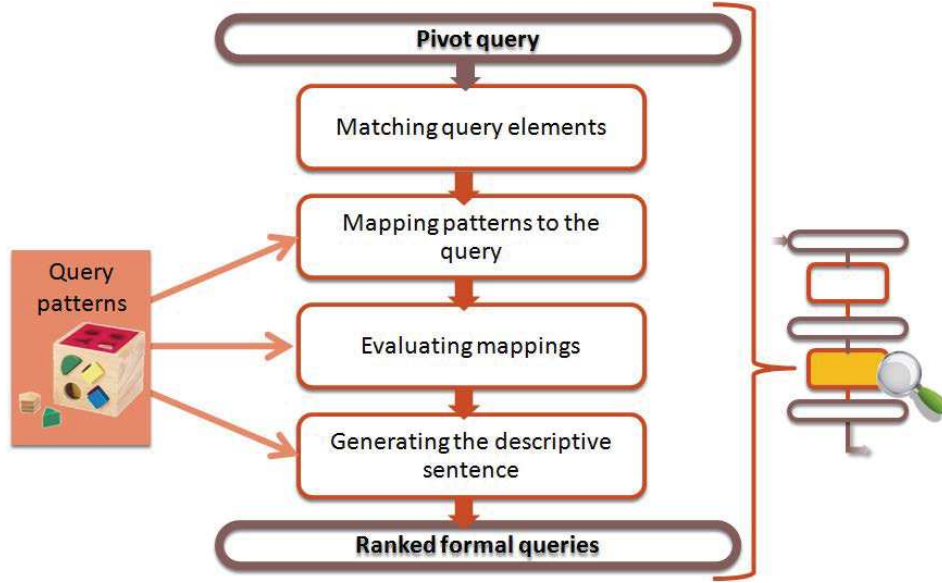 Pivot query
Matching query elements
Mapping patterns to the
query
Query
patterns
Evaluating mappings
Generating the descriptive
sentence
Ranked formal queries